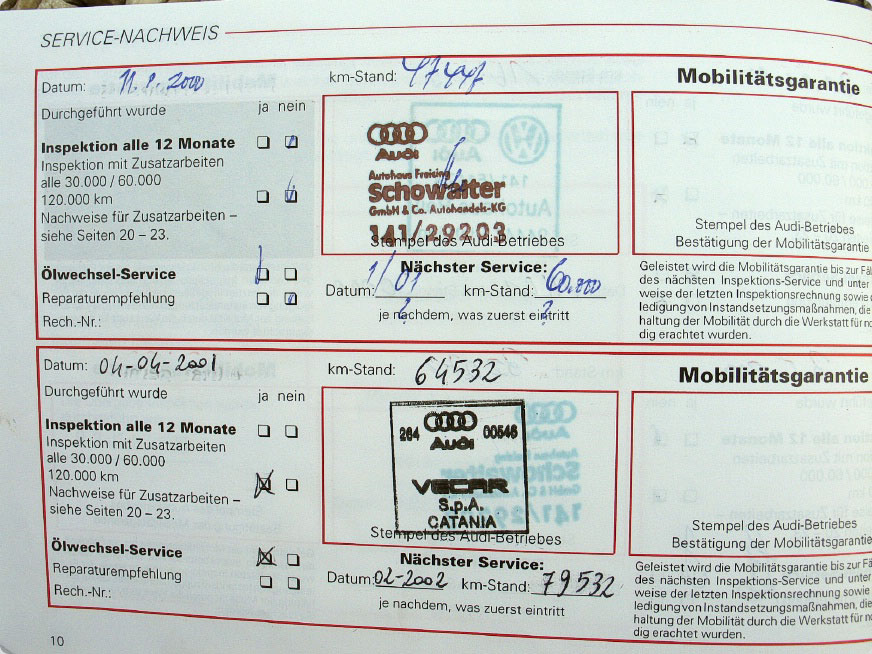 SERVICE-NACHWEIS
Datum: 11.9.2000
km-Stand: 47447
Mobilitätsgarantie
Durchgeführt wurde
ja nein
Inspektion alle 12 Monate
Inspektion mit Zusatzarbeiten
alle 30.000 / 60.000
120.000 km
Nachweise für Zusatzarbeiten –
siehe Seiten 20 – 23.
Audi
Autohaus Freising
Schowalter
GmbH & Co. Autohandels-KG
141/29203
Stempel des Audi-Betriebes
Stempel des Audi-Betriebes
Bestätigung der Mobilitätsgarantie
Ölwechsel-Service
Reparaturempfehlung
Rech.-Nr.:
Nächster Service:
Datum: 1/01 km-Stand: 60.000
je nachdem, was zuerst eintritt
Geleistet wird die Mobilitätsgarantie bis zur Fä
des nächsten Inspektions-Service und unter
weise der letzten Inspektionsrechnung sowie d
ledigung von Instandsetzungsmaßnahmen, die
haltung der Mobilität durch die Werkstatt für no
dig erachtet wurden.
Datum: 04-04-2001
km-Stand: 64532
Mobilitätsgarantie
Durchgeführt wurde
ja nein
Inspektion alle 12 Monate
Inspektion mit Zusatzarbeiten
alle 30.000 / 60.000
120.000 km
Nachweise für Zusatzarbeiten –
siehe Seiten 20 – 23.
264 00546
Audi
VECAR
S.p.A.
CATANIA
Stempel des Audi-Betriebes
Stempel des Audi-Betriebes
Bestätigung der Mobilitätsgarantie
Ölwechsel-Service
Reparaturempfehlung
Rech.-Nr.:
Nächster Service:
Datum: 02-2002 km-Stand: 79532
je nachdem, was zuerst eintritt
Geleistet wird die Mobilitätsgarantie bis zur Fä
des nächsten Inspektions-Service und unter
weise der letzten Inspektionsrechnung sowie d
ledigung von Instandsetzungsmaßnahmen, die
haltung der Mobilität durch die Werkstatt für no
dig erachtet wurden.
10